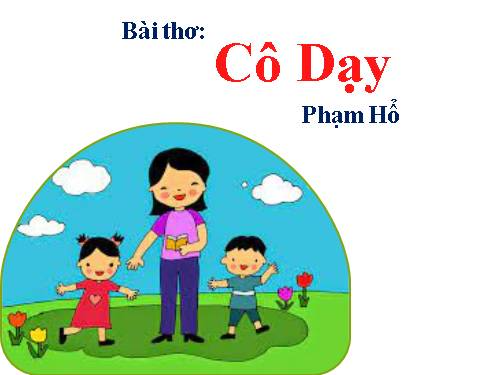 Bài thơ:
Cô Dạy
Phạm Hổ